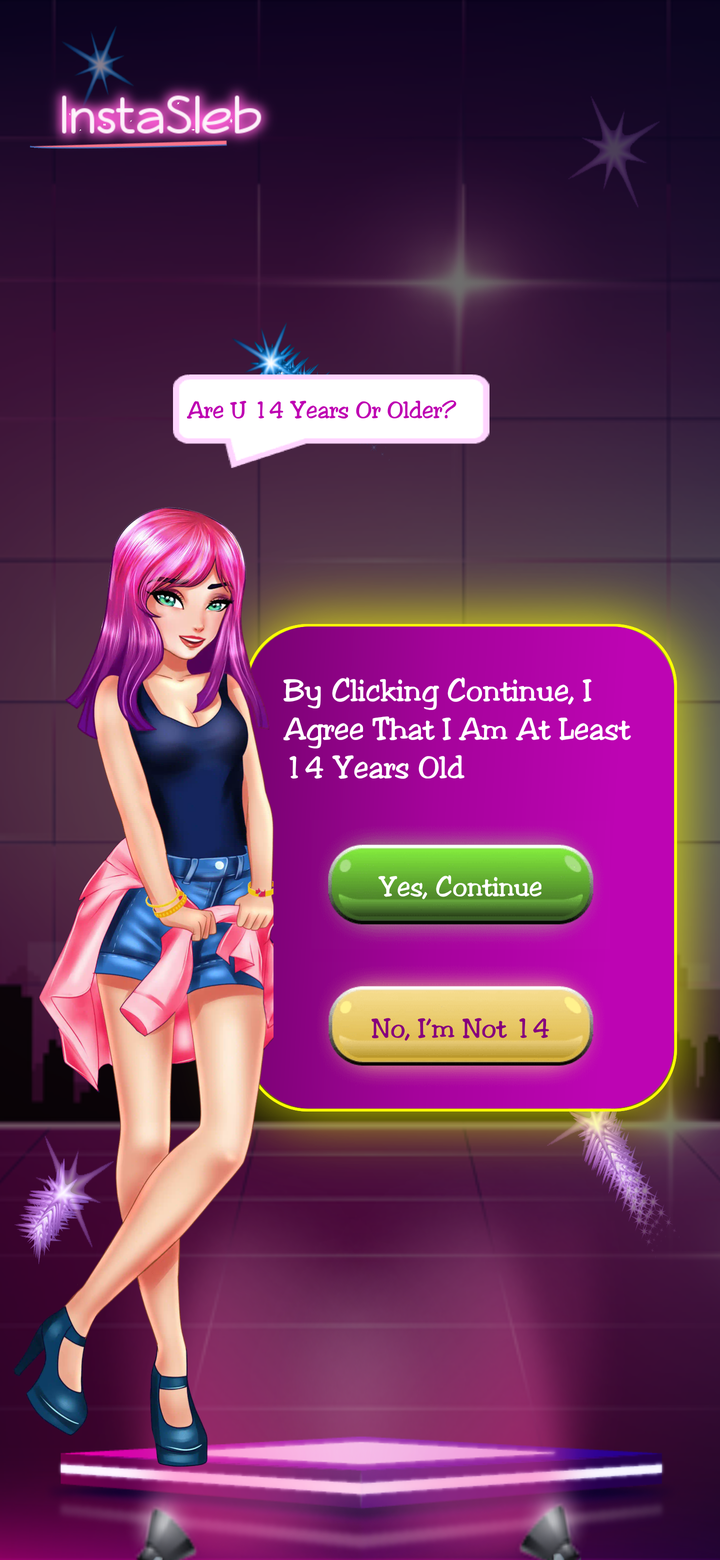 InstaSleb
Are U 14 Years Or Older?
By Clicking Continue, I
Agree That I Am At Least
14 Years Old
Yes, Continue
No, I'm Not 14